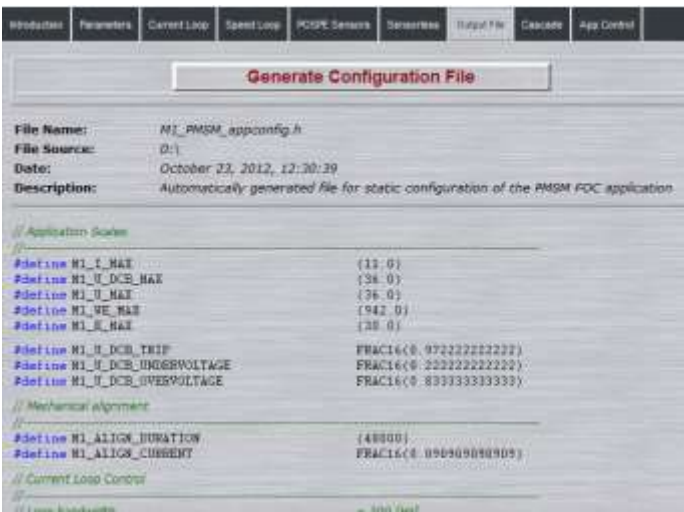 Introduction Parameters Current Loop Speed Loop POSPE Sensors Sensorless Output File Cascade App Control
Generate Configuration File
File Name: M1_PMSM_appconfig.h
File Source: D:\
Date: October 23, 2012, 12:30:39
Description: Automatically generated file for static configuration of the PMSM FOC application
// Application Scales
//
#define M1_I_MAX (11.0)
#define M1_U_DCB_MAX (36.0)
#define M1_U_MAX (36.0)
#define M1_WE_MAX (942.0)
#define M1_E_MAX
#define M1_U_DCB_TRIP FRAC16(0.972222222222)
#define M1_U_DCB_UNDERVOLTAGE FRAC16(0.222222222222)
#define M1_U_DCB_OVERVOLTAGE FRAC16(0.833333333333)
// Mechanical alignment
//
#define M1_ALIGN_DURATION (48000)
#define M1_ALIGN_CURRENT FRAC16(0.090909090909)
// Current Loop Control
//
// Loop bandwidth